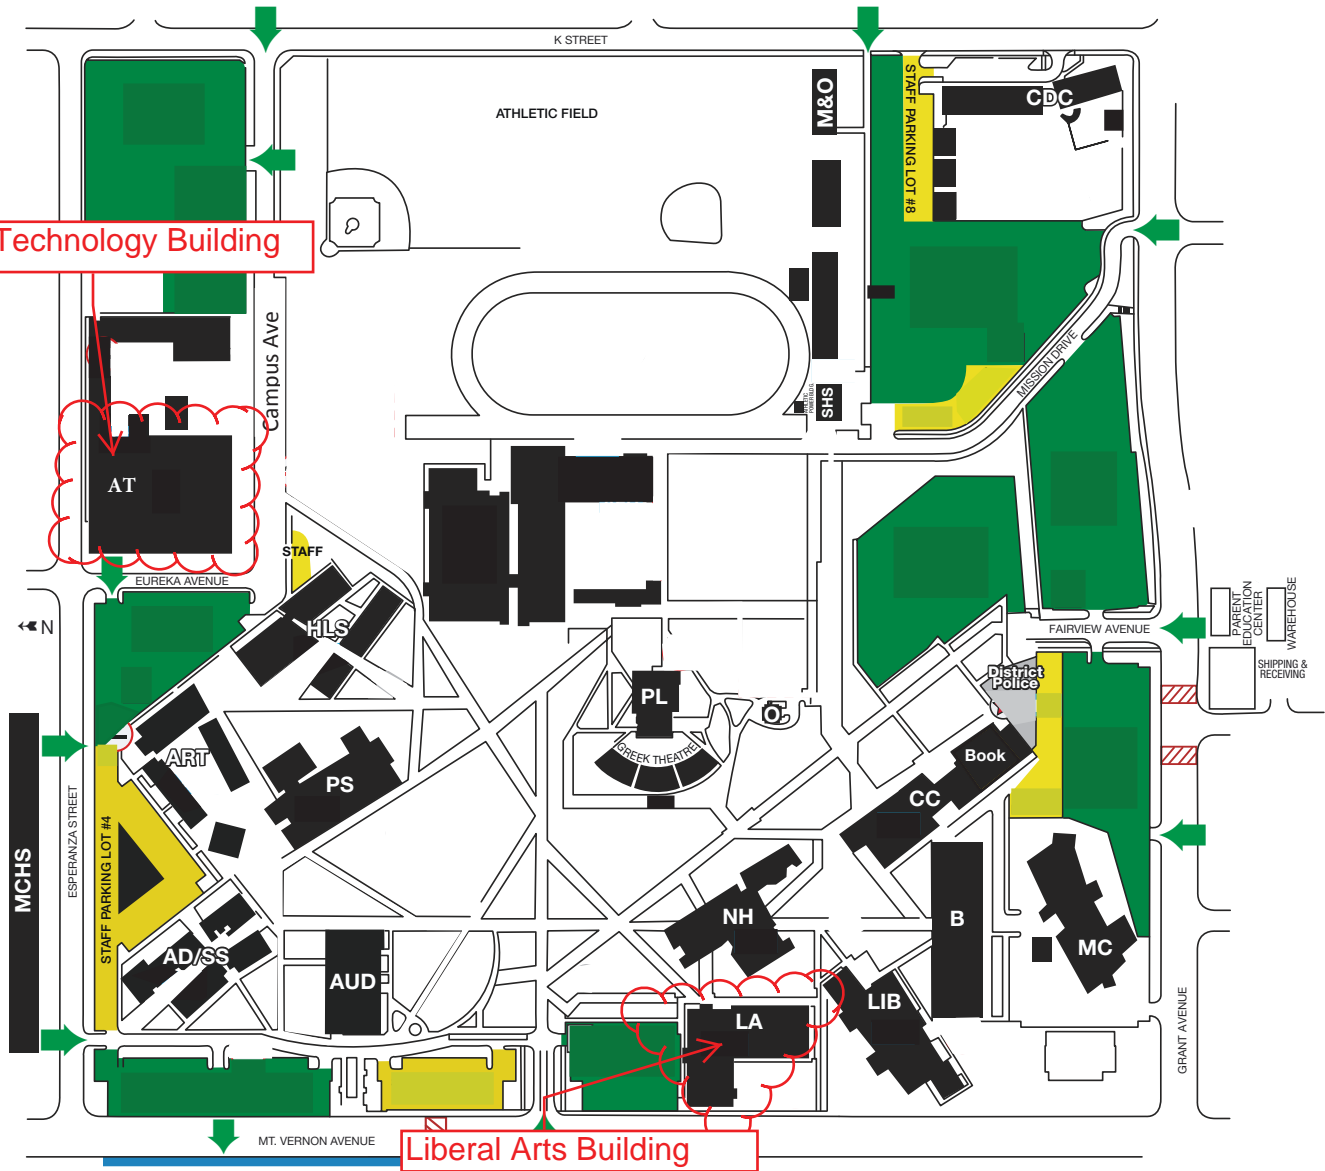 K STREET
ATHLETIC FIELD
M&O
STAFF PARKING LOT #8
CDC
Technology Building
Campus Ave
MISSION DRIVE
SHS
AT
STAFF
EUREKA AVENUE
N
HLS
FAIRVIEW AVENUE
PARENT
EDUCATION
CENTER
WAREHOUSE
SHIPPING &
RECEIVING
District
Police
PL
O.
GREEK THEATRE
ART
PS
Book
CC
MCHS
ESPERANZA STREET
STAFF PARKING LOT #4
NH
B
MC
AD/SS
AUD
LIB
LA
GRANT AVENUE
MT. VERNON AVENUE
Liberal Arts Building